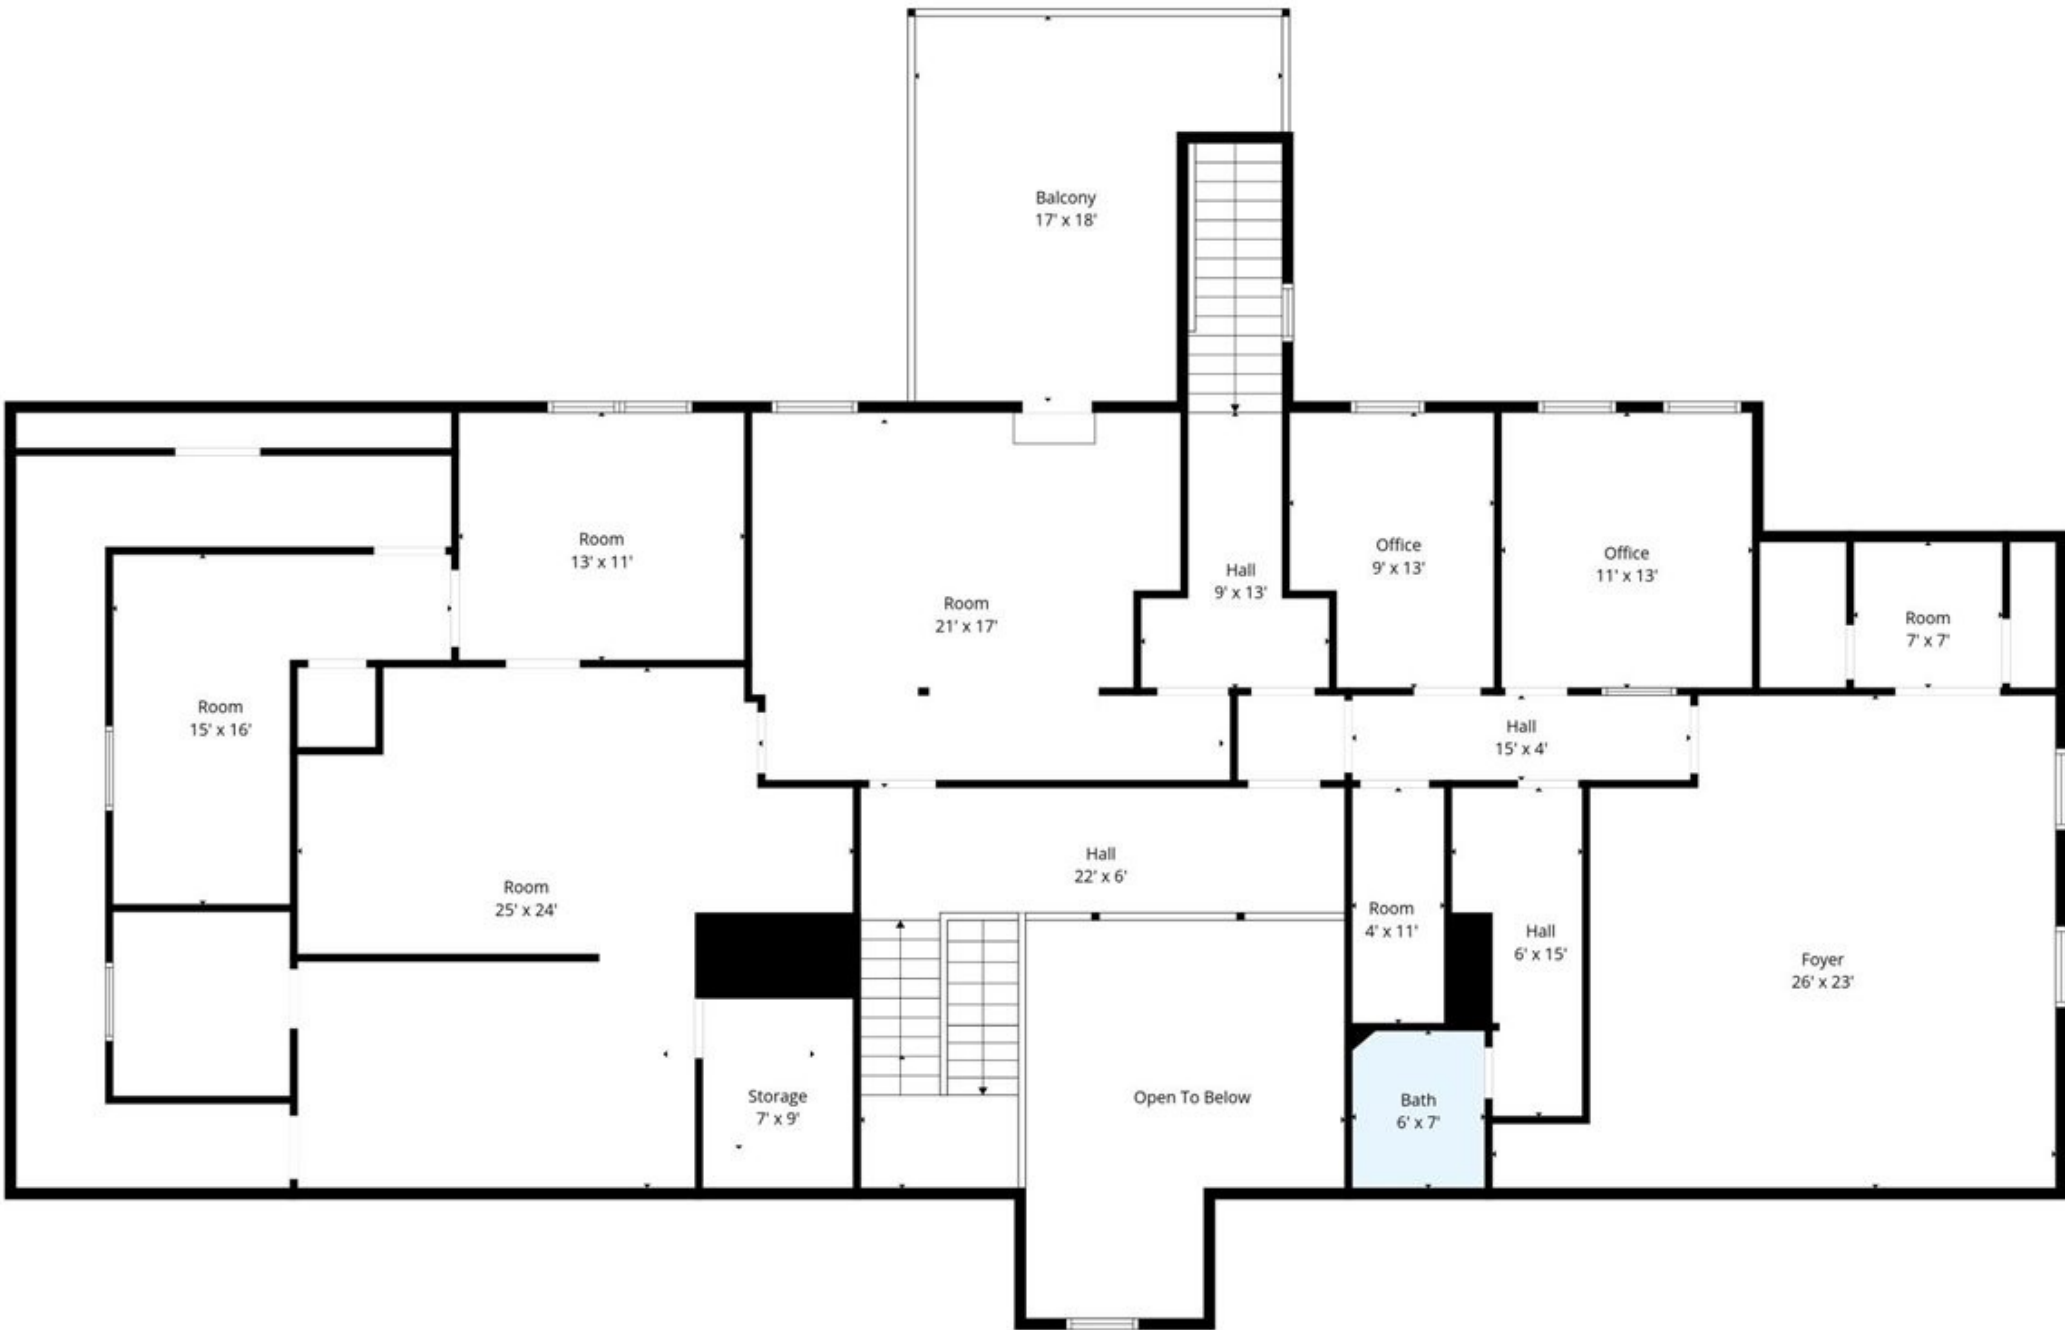 Balcony
17' x 18'
Room
13' x 11'
Office
9' x 13'
Office
11' x 13'
Hall
9' x 13'
Room
21' x 17'
Room
7' x 7'
Room
15' x 16'
Hall
15' x 4'
Hall
22' x 6'
Room
25' x 24'
Room
4' x 11'
Hall
6' x 15'
Foyer
26' x 23'
Storage
7' x 9'
Open To Below
Bath
6' x 7'